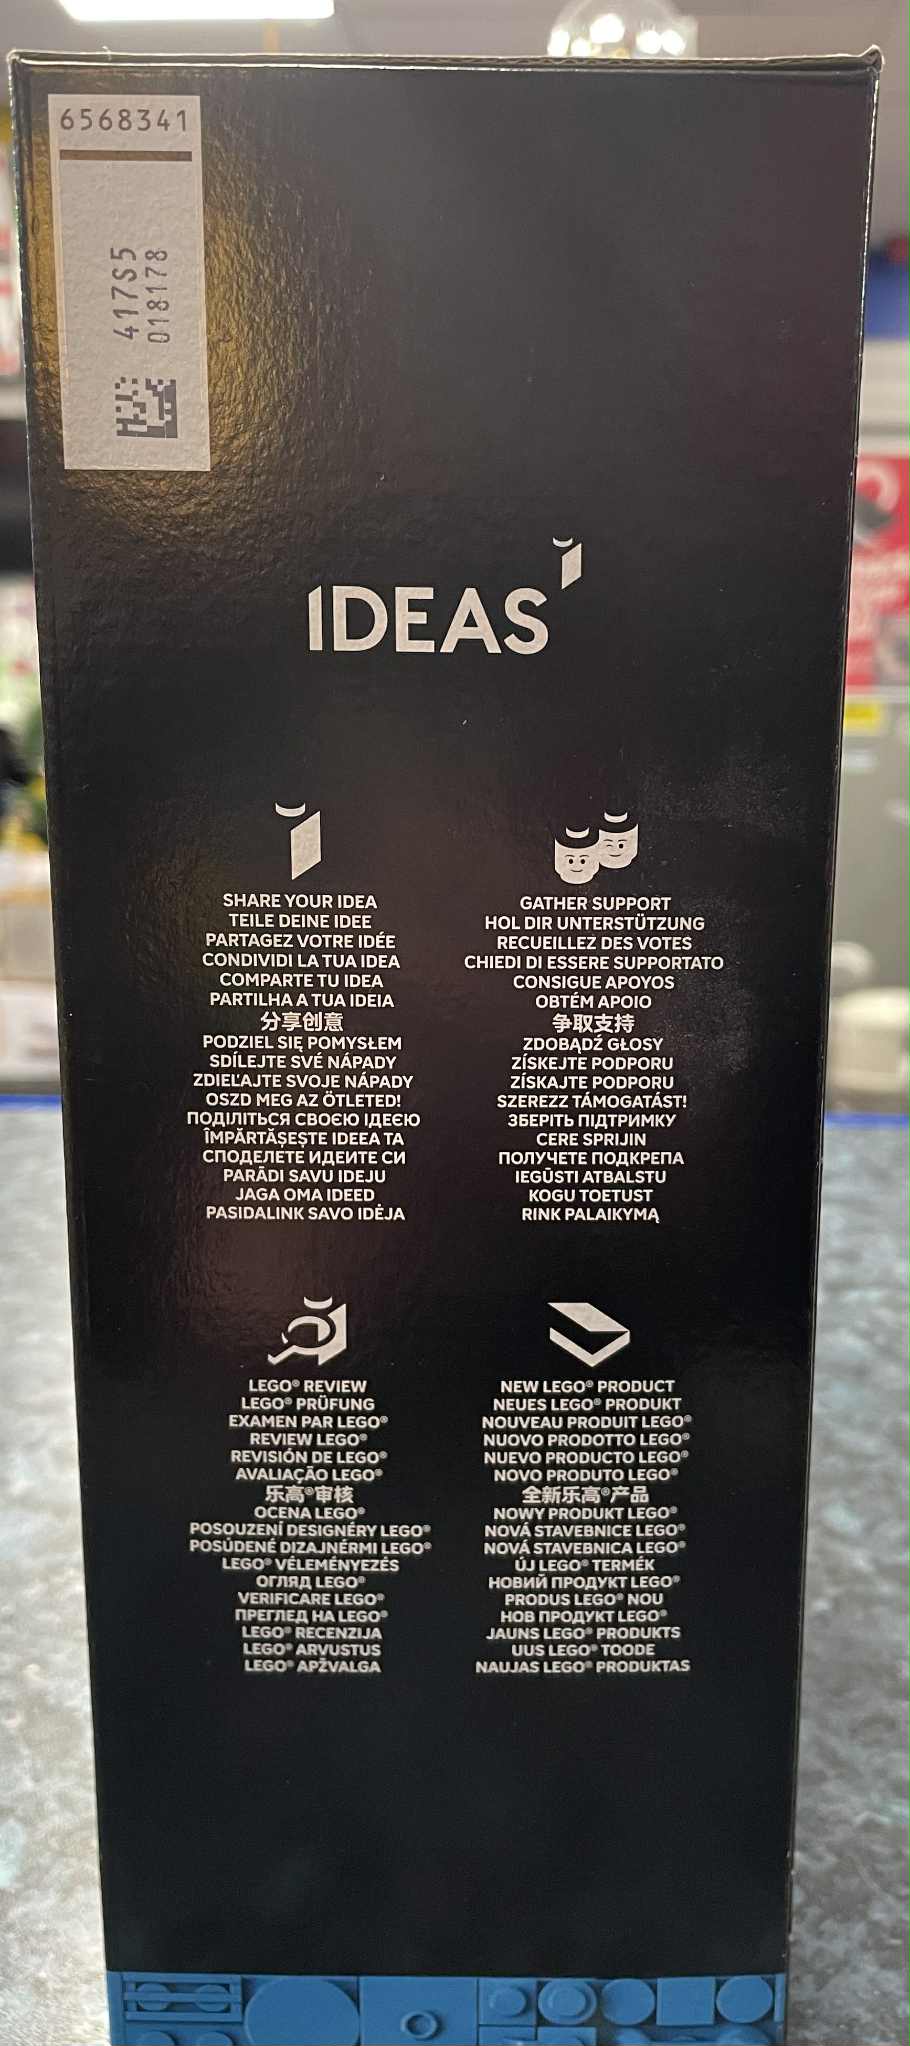 6568341
417S5
018178
IDEAS
SHARE YOUR IDEA
TEILE DEINE IDEE
PARTAGEZ VOTRE IDÉE
CONDIVIDI LA TUA IDEA
COMPARTE TU IDEA
PARTILHA A TUA IDEIA
分享创意
PODZIEL SIĘ POMYSŁEM
SDÍLEJTE SVÉ NÁPADY
ZDIEĽAJTE SVOJE NÁPADY
OSZD MEG AZ ÖTLETED!
ПОДІЛІТЬСЯ СВОЄЮ ІДЕЄЮ
ÎMPĂRTĂȘEȘTE IDEEA TA
СПОДЕЛЕТЕ ИДЕИТЕ СИ
PARĀDI SAVU IDEJU
JAGA OMA IDEED
PASIDALINK SAVO IDĖJA
GATHER SUPPORT
HOL DIR UNTERSTÜTZUNG
RECUEILLEZ DES VOTES
CHIEDI DI ESSERE SUPPORTATO
CONSIGUE APOYOS
OBTÉM APOIO
争取支持
ZDOBĄDŹ GŁOSY
ZÍSKEJTE PODPORU
ZÍSKAJTE PODPORU
SZEREZZ TÁMOGATÁST!
ЗБЕРІТЬ ПІДТРИМКУ
CERE SPRIJIN
ПОЛУЧЕТЕ ПОДКРЕПА
IEGŪSTI ATBALSTU
KOGU TOETUST
RINK PALAIKYMĄ
LEGO® REVIEW
LEGO® PRÜFUNG
EXAMEN PAR LEGO®
REVIEW LEGO®
REVISIÓN DE LEGO®
AVALIAÇÃO LEGO®
乐高®审核
OCENA LEGO®
POSOUZENÍ DESIGNÉRY LEGO®
POSÚDENÉ DIZAJNÉRMI LEGO®
LEGO® VÉLEMÉNYEZÉS
ОГЛЯД LEGO®
VERIFICARE LEGO®
ПРЕГЛЕД НА LEGO®
LEGO® RECENZIJA
LEGO® ARVUSTUS
LEGO® APŽVALGA
NEW LEGO® PRODUCT
NEUES LEGO® PRODUKT
NOUVEAU PRODUIT LEGO®
NUOVO PRODOTTO LEGO®
NUEVO PRODUCTO LEGO®
NOVO PRODUTO LEGO®
全新乐高®产品
NOWY PRODUKT LEGO®
NOVÁ STAVEBNICE LEGO®
NOVÁ STAVEBNICA LEGO®
ÚJ LEGO® TERMÉK
НОВИЙ ПРОДУКТ LEGO®
PRODUS LEGO® NOU
НОВ ПРОДУКТ LEGO®
JAUNS LEGO® PRODUKTS
UUS LEGO® TOODE
NAUJAS LEGO® PRODUKTAS